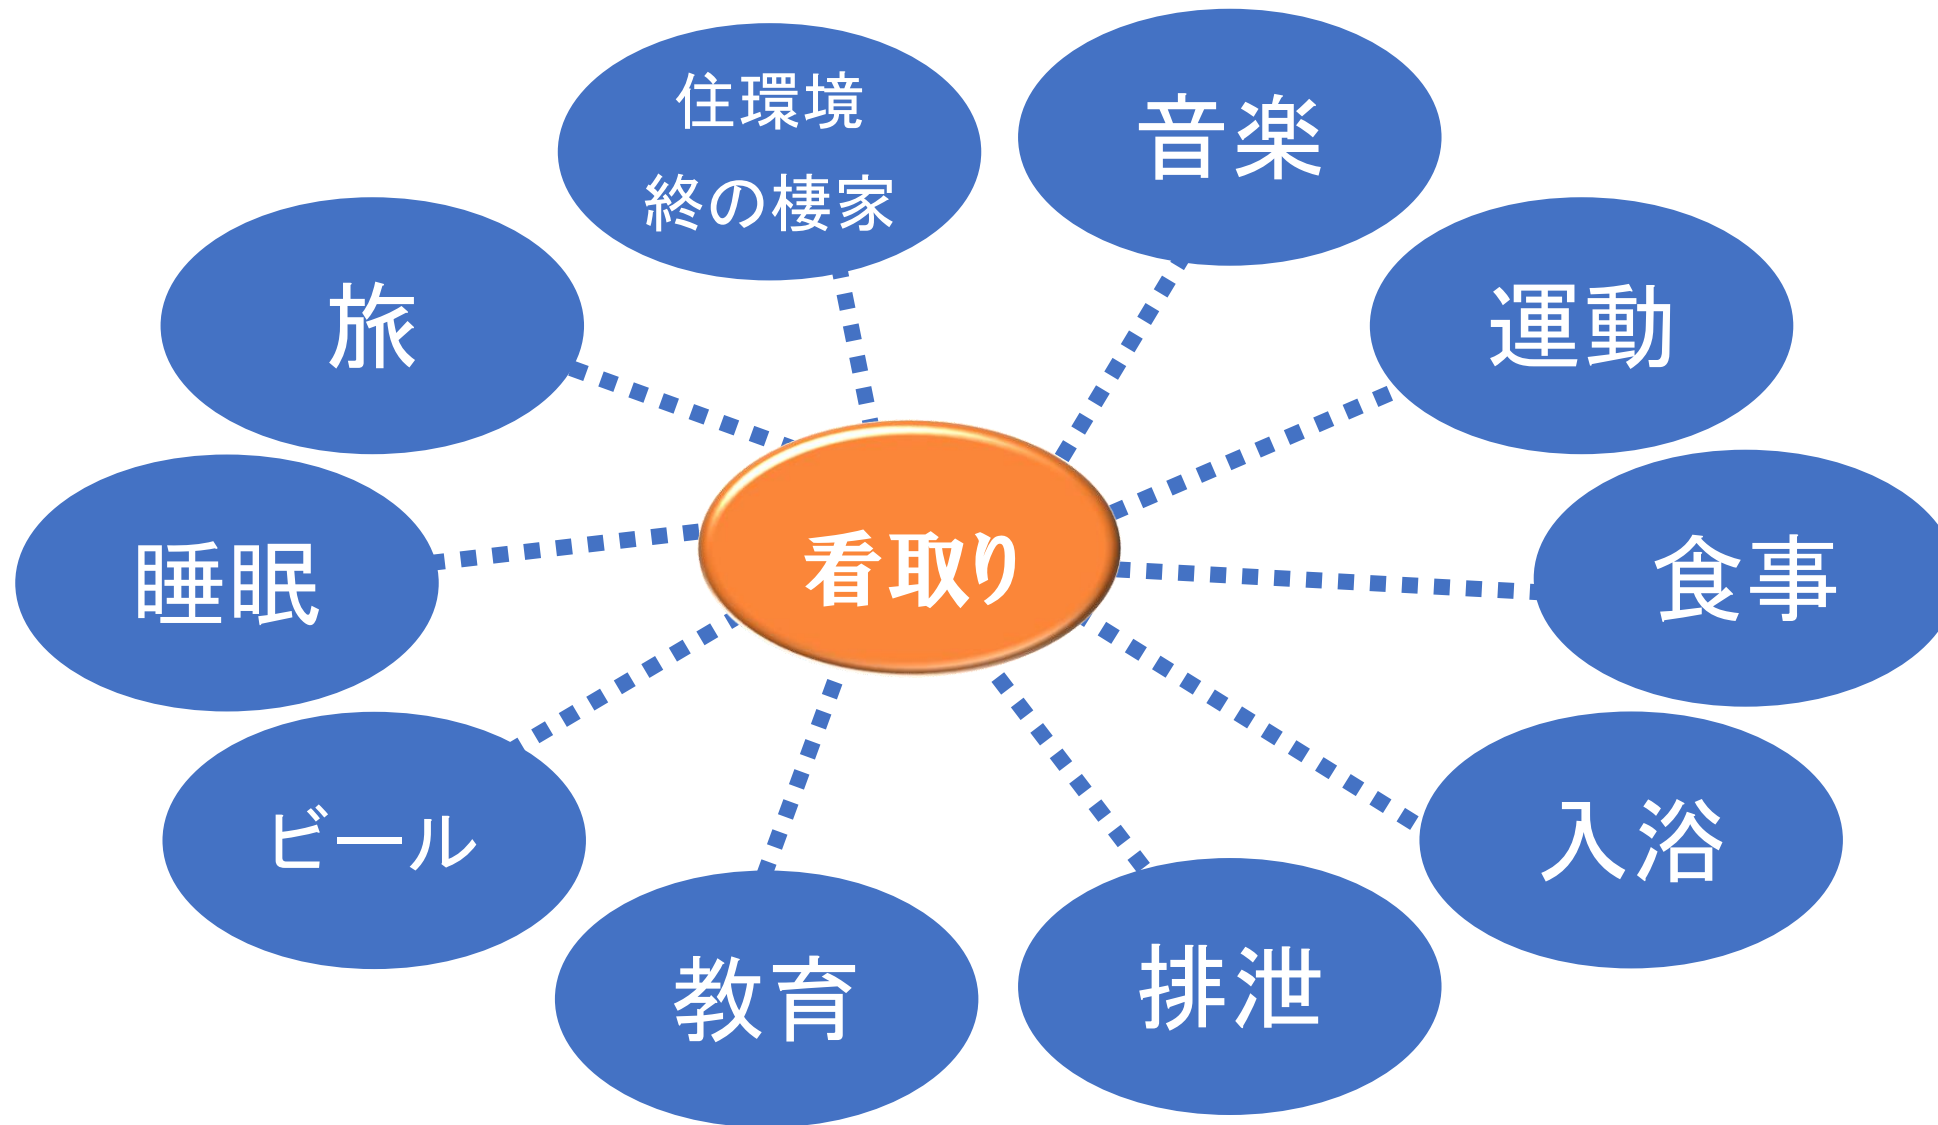 住環境
終の棲家
音楽
旅
運動
看取り
睡眠
食事
ビール
入浴
教育
排泄